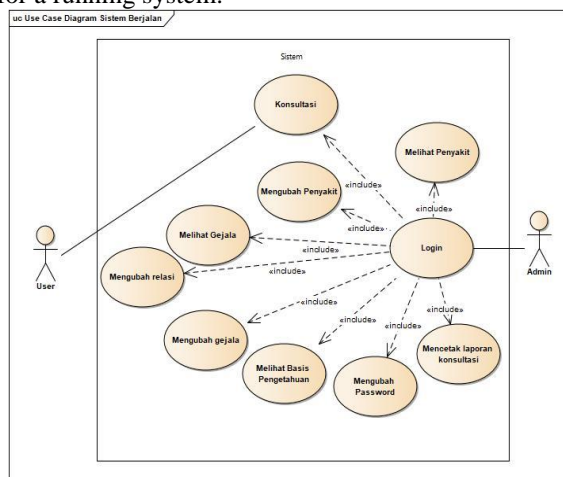 for a running system.
uc Use Case Diagram Sistem Berjalan
Sistem
Konsultasi
Melihat Penyakit
«include»
Mengubah Penyakit
«include»
«include»
Melihat Gejala
«include»
Login
User
Mengubah relasi
«include»
Admin
«include»
Mengubah gejala
«include»
«include»
«include»
Melihat Basis
Pengetahuan
Mengubah
Password
Mencetak laporan
konsultasi